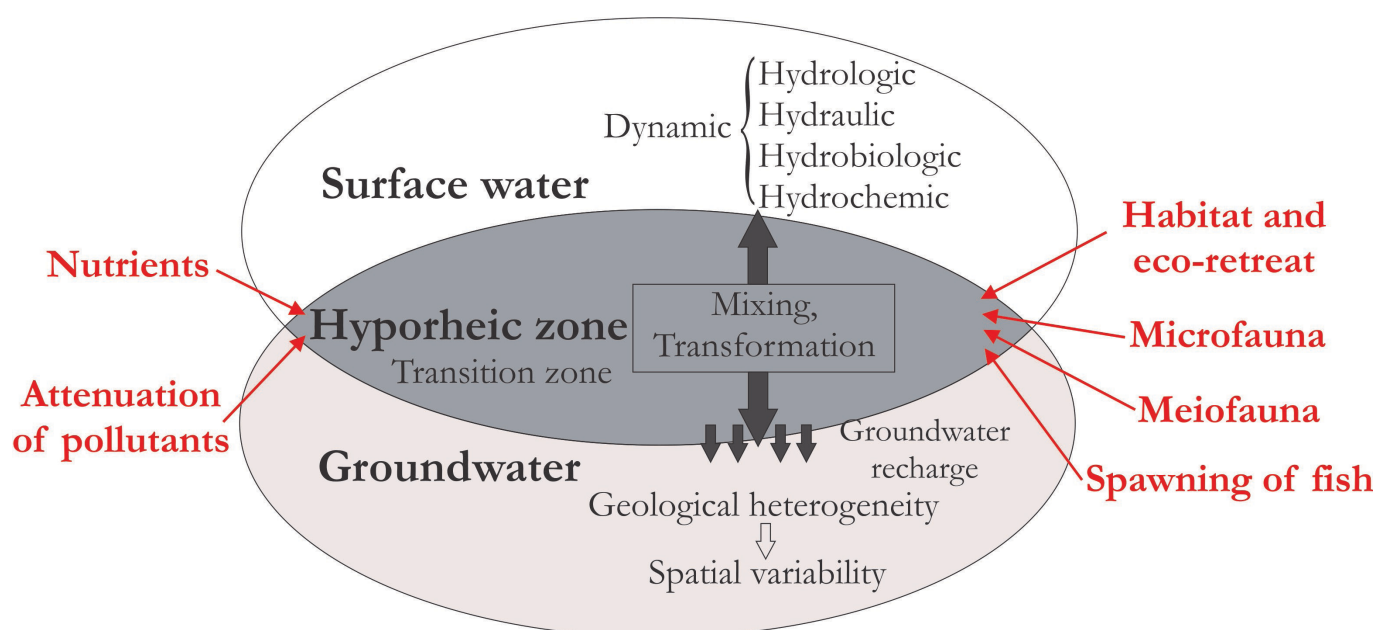 Dynamic
Hydrologic
Hydraulic
Hydrobiologic
Hydrochemic
Surface water
Nutrients
Attenuation
of pollutants
Hyporheic zone
Transition zone
Mixing,
Transformation
Habitat and
eco-retreat
Microfauna
Meiofauna
Spawning of fish
Groundwater
Groundwater
recharge
Geological heterogeneity
Spatial variability